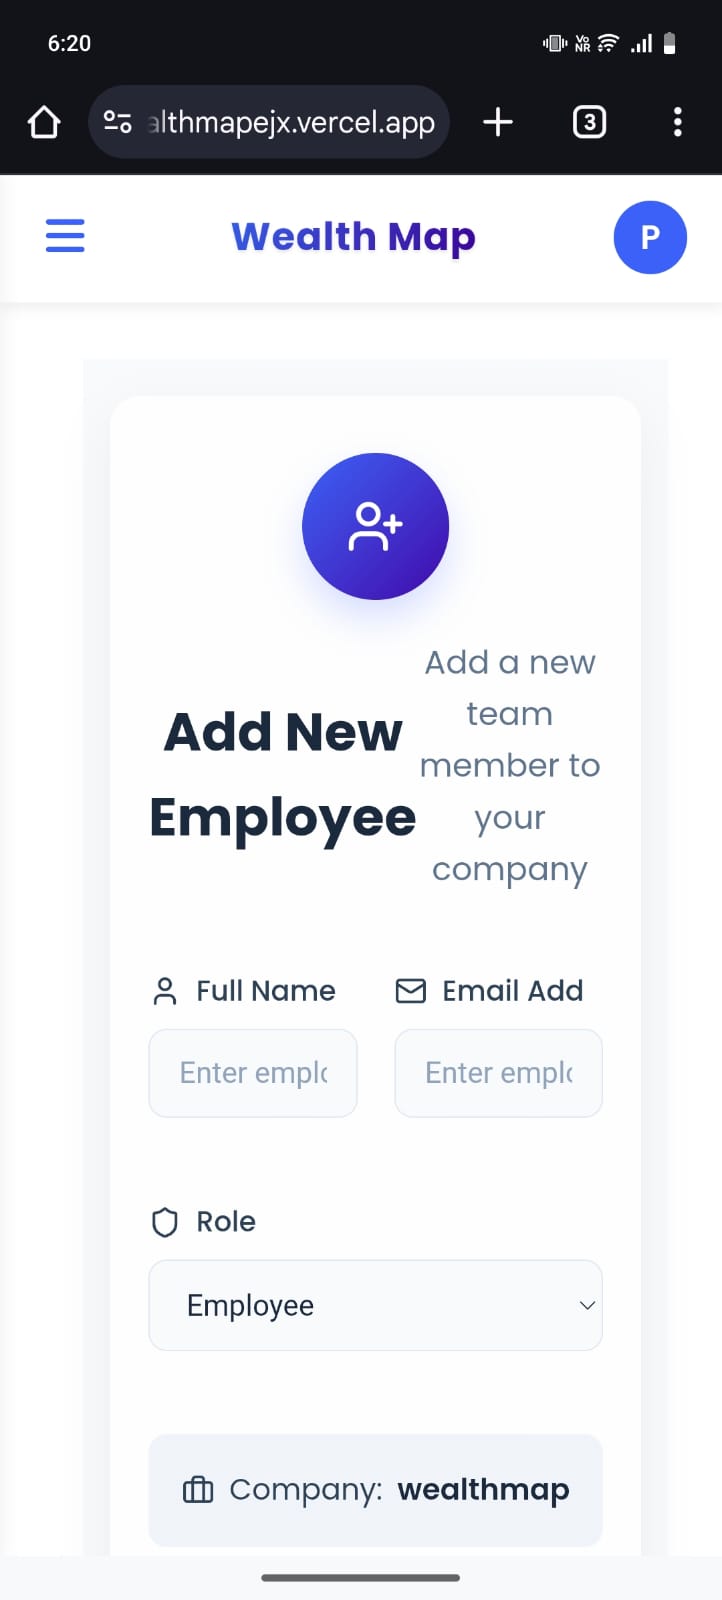 6:20
Vo
NR
althmapejx.vercel.app
3
Wealth Map
P
Add New
Employee
Add a new
team
member to
your
company
Full Name
Email Add
Enter emplo
Enter emplo
Role
Employee
Company: wealthmap